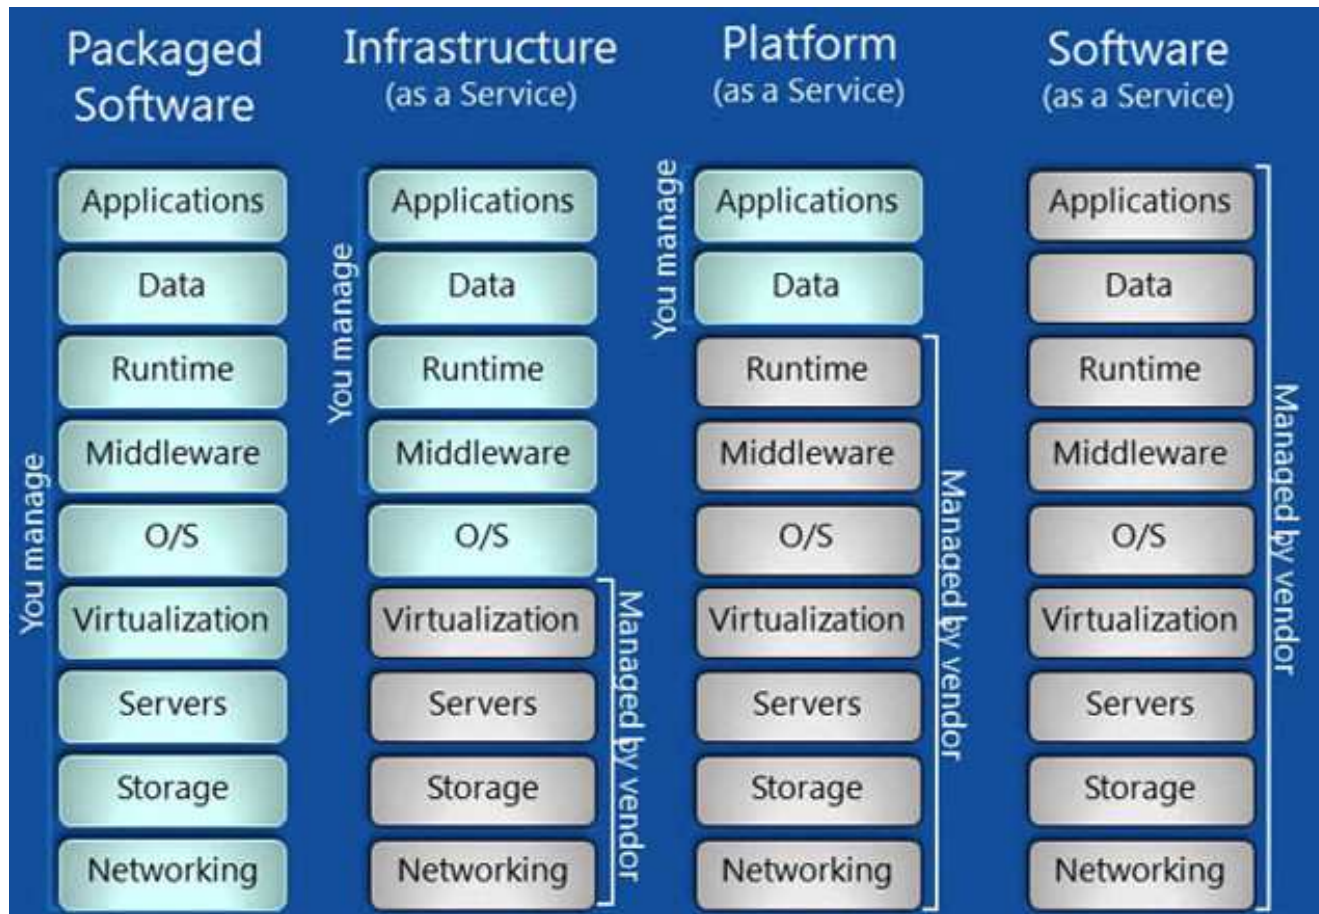 Packaged
Software
You manage
Applications
Data
Runtime
Middleware
O/S
Virtualization
Servers
Storage
Networking
Infrastructure
(as a Service)
You manage
Applications
Data
Runtime
Middleware
O/S
Virtualization
Servers
Storage
Networking
Managed by vendor
Platform
(as a Service)
You manage
Applications
Data
Runtime
Middleware
O/S
Virtualization
Servers
Storage
Networking
Managed by vendor
Software
(as a Service)
Applications
Data
Runtime
Middleware
O/S
Virtualization
Servers
Storage
Networking
Managed by vendor